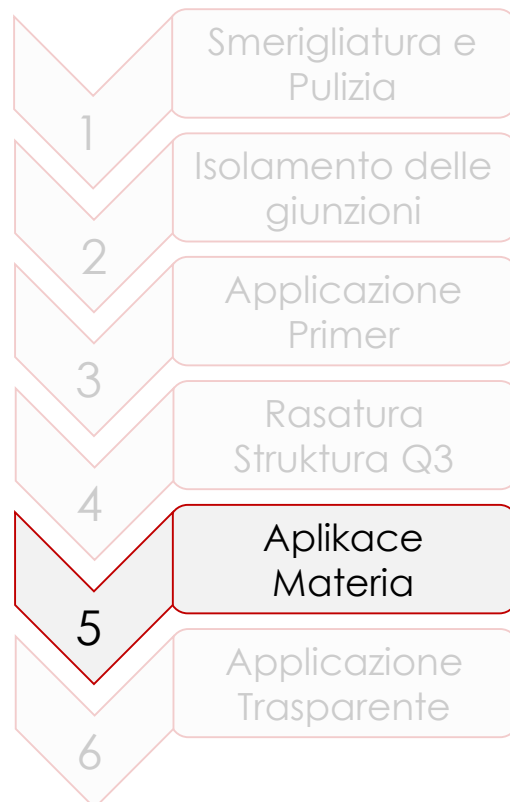 1
Smerigliatura e
Pulizia
2
Isolamento delle
giunzioni
3
Applicazione
Primer
4
Rasatura
Struktura Q3
5
Aplikace
Materia
6
Applicazione
Trasparente